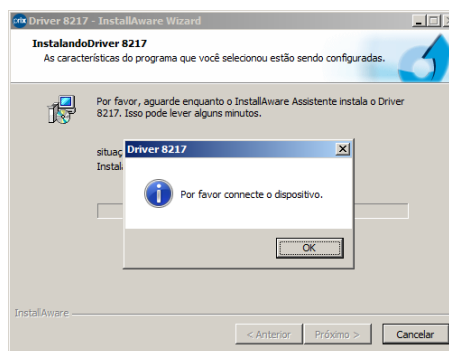 Driver 8217 - InstallAware Wizard
InstalandoDriver 8217
As características do programa que você selecionou estão sendo configuradas.
Por favor, aguarde enquanto o InstallAware Assistente instala o Driver
8217. Isso pode lever alguns minutos.
situaç
Instal
Driver 8217
Por favor connecte o dispositivo.
OK
InstallAware
< Anterior
Próximo >
Cancelar